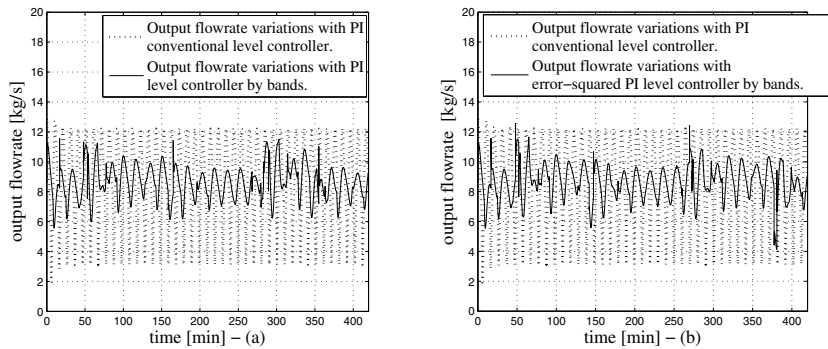 20
18
16
14
12
10
8
6
4
2
0
output flowrate [kg/s]
Output flowrate variations with PI
conventional level controller.
Output flowrate variations with PI
level controller by bands.
0 50 100 150 200 250 300 350 400
time [min] − (a)
20
18
16
14
12
10
8
6
4
2
0
output flowrate [kg/s]
Output flowrate variations with PI
conventional level controller.
Output flowrate variations with
error−squared PI level controller by bands.
0 50 100 150 200 250 300 350 400
time [min] − (b)